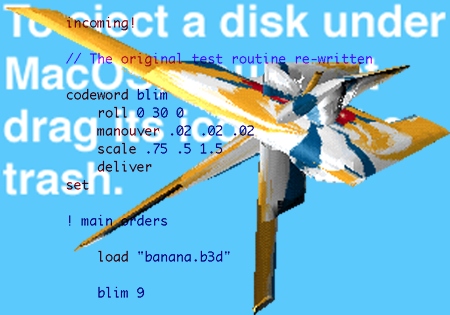 To eject a disk under
MacOS
drag its
trash.
incoming!
// The original test routine re-written
codeword blim
roll 0 30 0
manouver .02 .02 .02
scale .75 .5 1.5
deliver
set
! main orders
load "banana.b3d"
blim 9